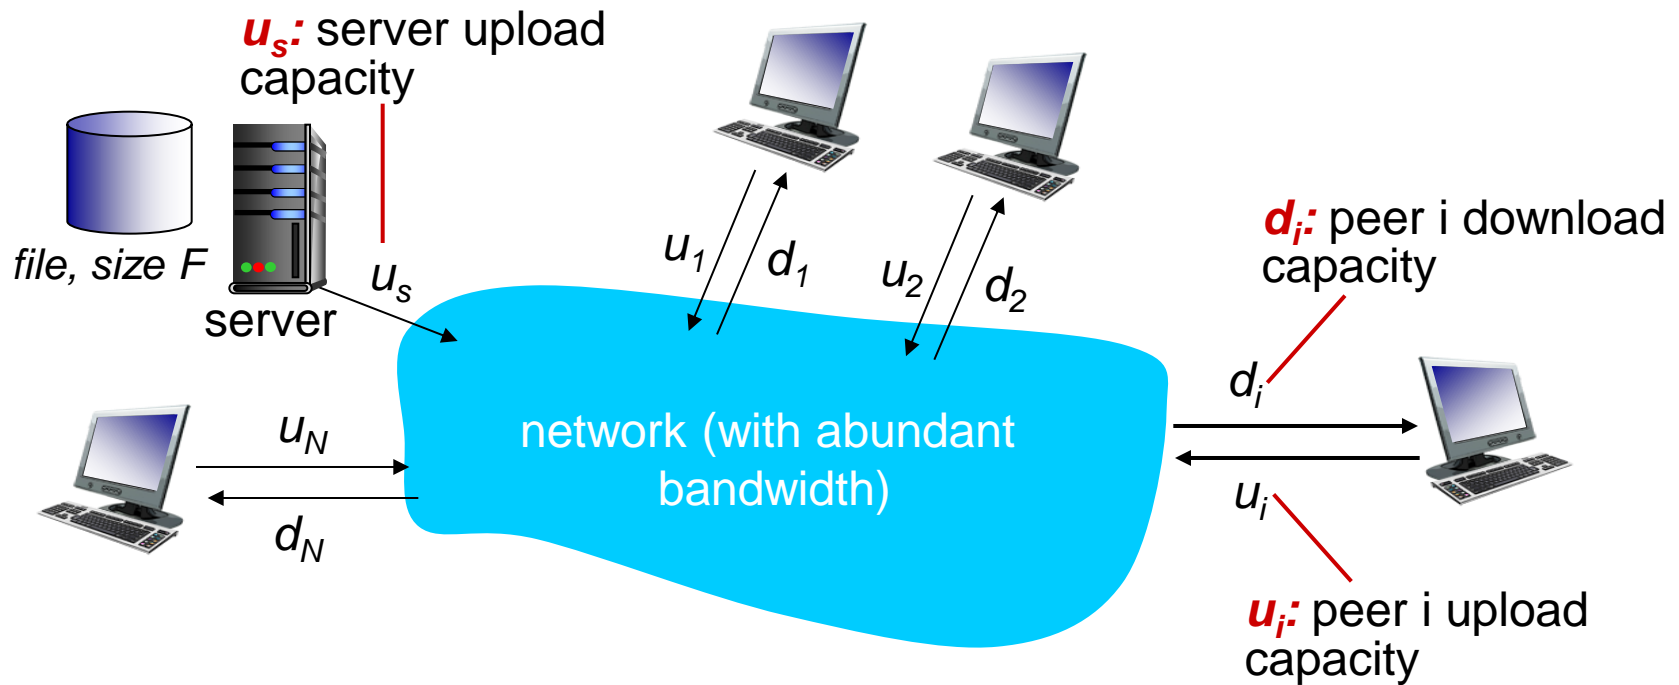 u_s: server upload
capacity
file, size F
server
u_s
u_1
d_1
u_2
d_2
d_i: peer i download
capacity
d_i
u_i
u_N
d_N
network (with abundant
bandwidth)
u_i: peer i upload
capacity